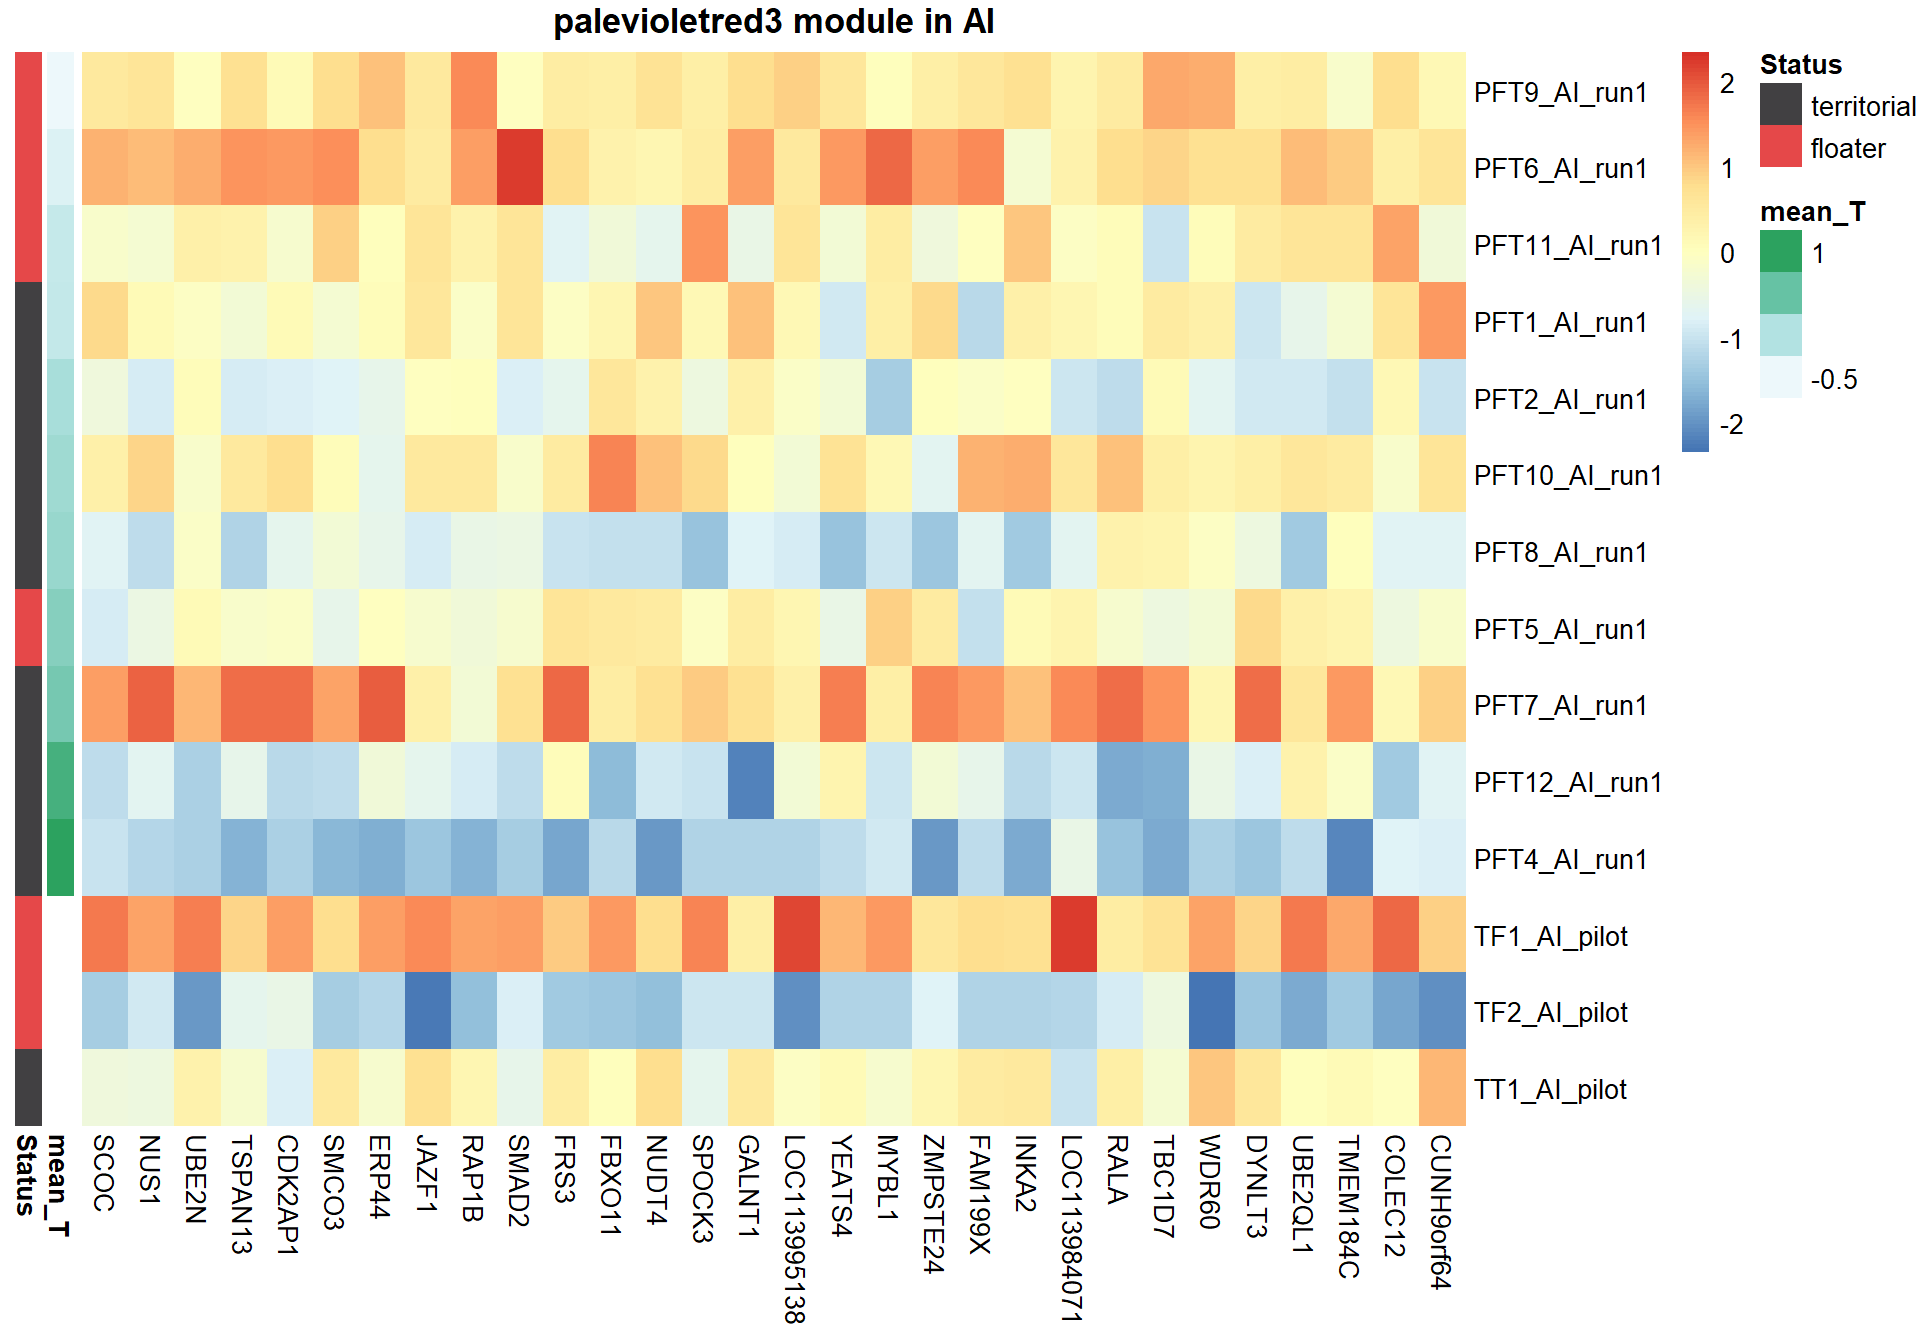 palevioletred3 module in AI
PFT9_AI_run1
PFT6_AI_run1
PFT11_AI_run1
PFT1_AI_run1
PFT2_AI_run1
PFT10_AI_run1
PFT8_AI_run1
PFT5_AI_run1
PFT7_AI_run1
PFT12_AI_run1
PFT4_AI_run1
TF1_AI_pilot
TF2_AI_pilot
TT1_AI_pilot
2
1
0
-1
-2
Status
territorial
floater
mean_T
1
-0.5
Status
mean_T
SCOC
NUS1
UBE2N
TSPAN13
CDK2AP1
SMCO3
ERP44
JAZF1
RAP1B
SMAD2
FRS3
FBXO11
NUDT4
SPOCK3
GALNT1
LOC113995138
YEATS4
MYBL1
ZMPSTE24
FAM199X
INKA2
LOC113984071
RALA
TBC1D7
WDR60
DYNLT3
UBE2QL1
TMEM184C
COLEC12
CUNH9orf64